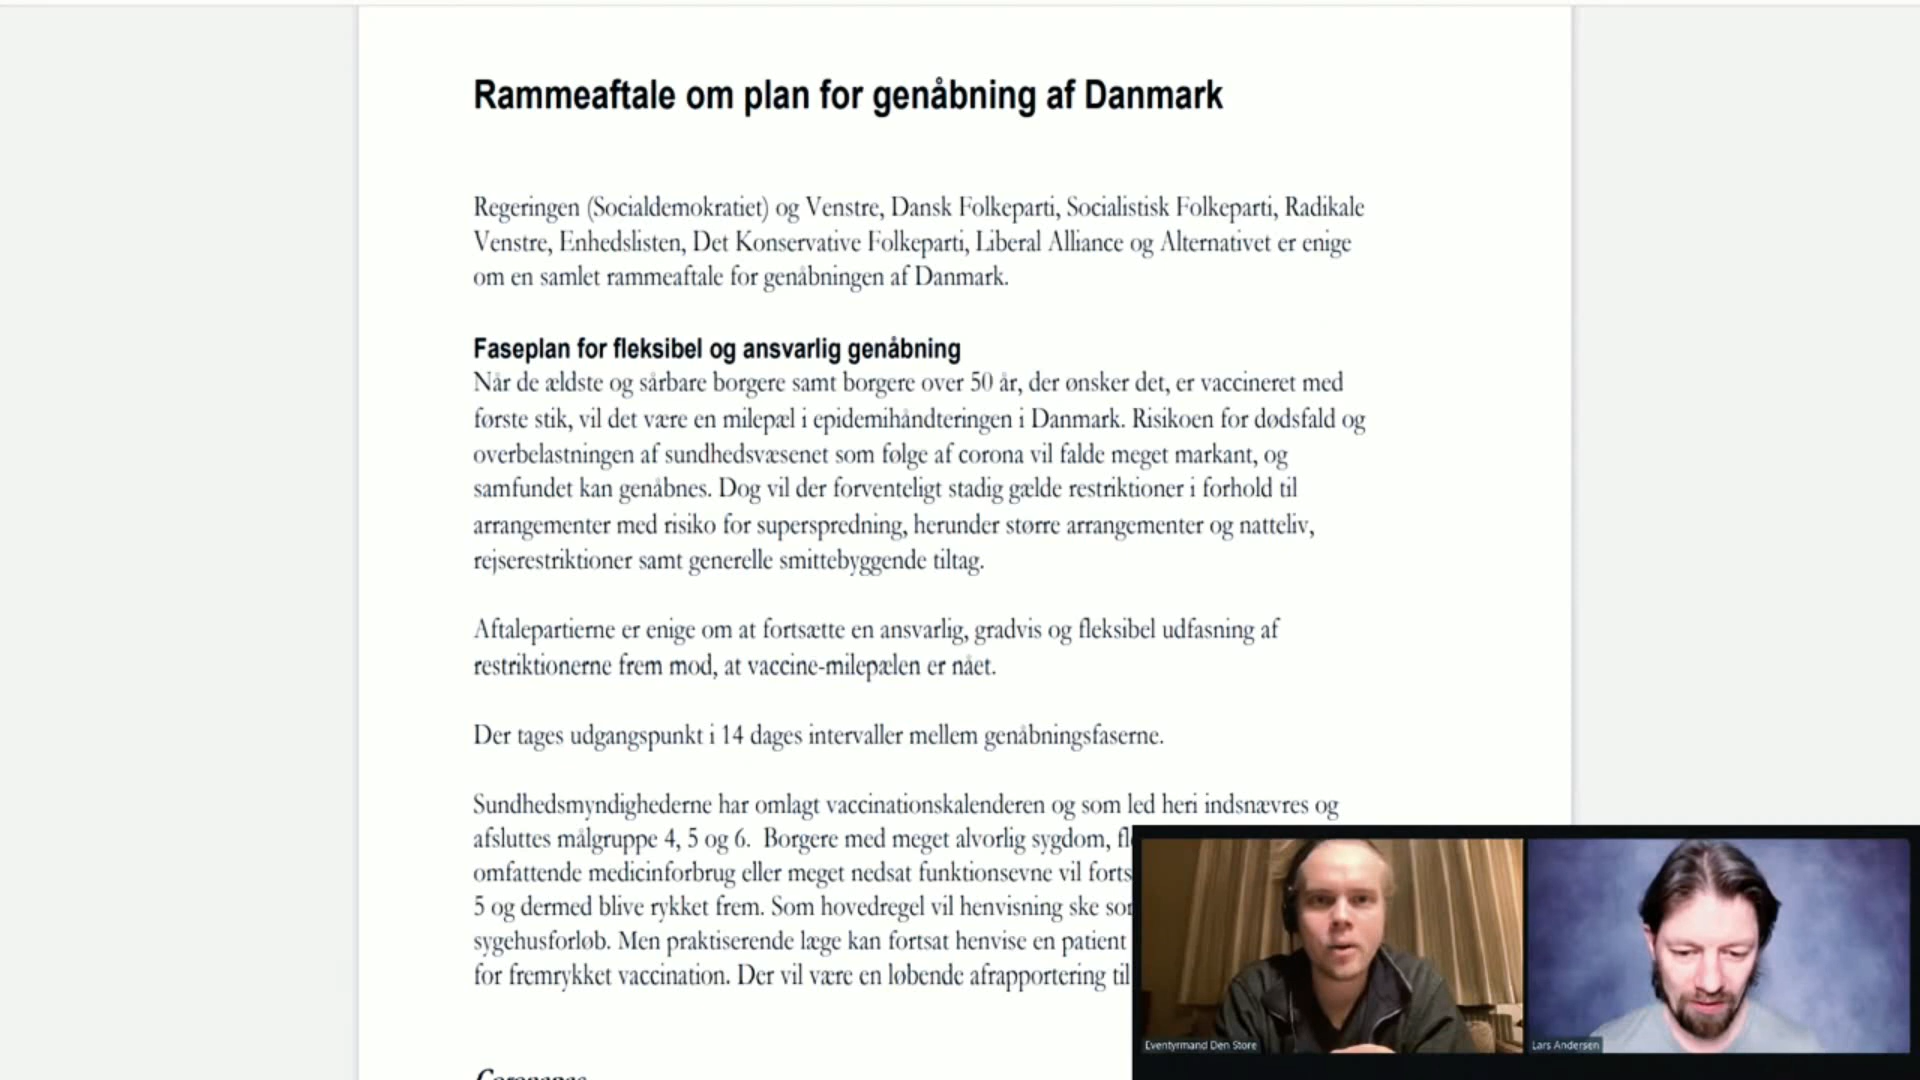 Rammeaftale om plan for genåbning af Danmark
Regeringen (Socialdemokratiet) og Venstre, Dansk Folkeparti, Socialistisk Folkeparti, Radikale
Venstre, Enhedslisten, Det Konservative Folkeparti, Liberal Alliance og Alternativet er enige
om en samlet rammeaftale for genåbningen af Danmark.
Faseplan for fleksibel og ansvarlig genåbning
Når de ældste og sårbare borgere samt borgere over 50 år, der ønsker det, er vaccineret med
første stik, vil det være en milepæl i epidemihåndteringen i Danmark. Risikoen for dødsfald og
overbelastningen af sundhedsvæsenet som følge af corona vil falde meget markant, og
samfundet kan genåbnes. Dog vil der forventeligt stadig gælde restriktioner i forhold til
arrangementer med risiko for superspredning, herunder større arrangementer og natteliv,
rejserestriktioner samt generelle smittebyggende tiltag.
Aftalepartierne er enige om at fortsætte en ansvarlig, gradvis og fleksibel udfasning af
restriktionerne frem mod, at vaccine-milepælen er nået.
Der tages udgangspunkt i 14 dages intervaller mellem genåbningsfaserne.
Sundhedsmyndighederne har omlagt vaccinationskalenderen og som led heri indsnævres og
afsluttes målgruppe 4, 5 og 6. Borgere med meget alvorlig sygdom,
omfattende medicinforbrug eller meget nedsat funktionsevne vil
5 og dermed blive rykket frem. Som hovedregel vil henvisning ske
sygehusforløb. Men praktiserende læge kan fortsat henvise en patient
for fremrykket vaccination. Der vil være en løbende afrapportering til
Eventyrmand Den Store
Lars Andersen